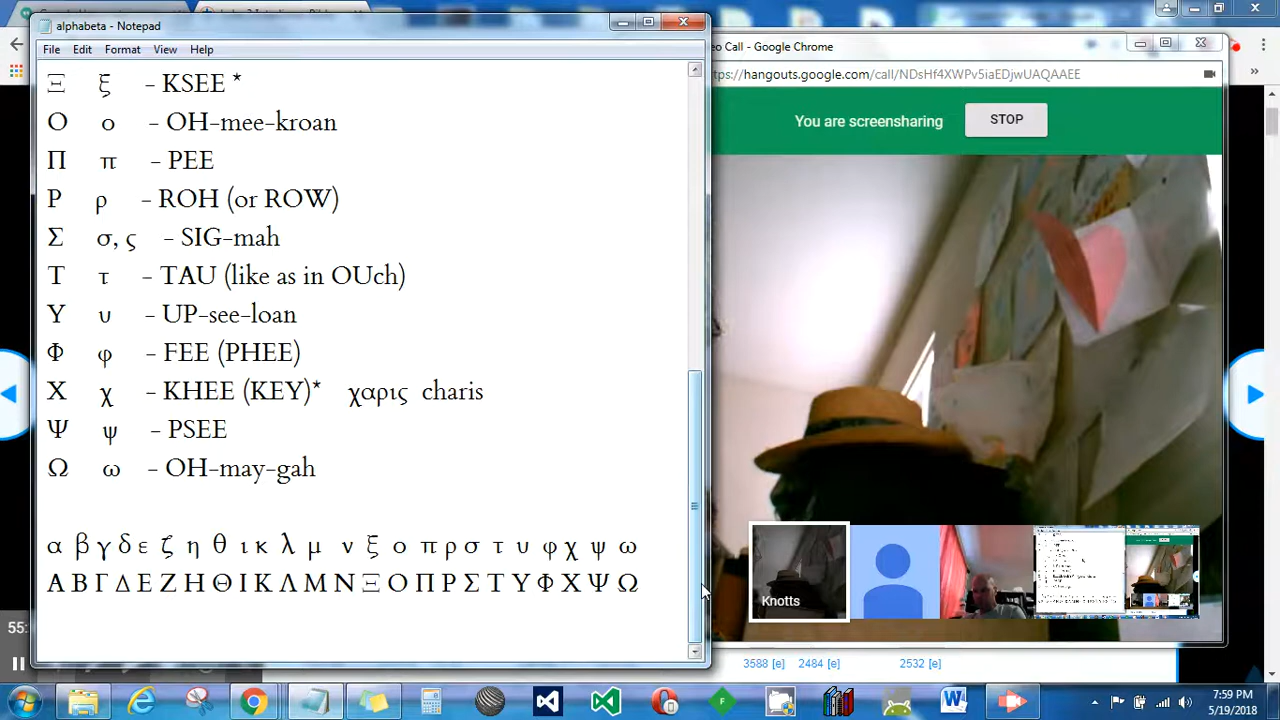 alphabeta - Notepad
File Edit Format View Help
Ξ ξ - KSEE *
Ο ο - OH-mee-kroan
Π π - PEE
Ρ ρ - ROH (or ROW)
Σ σ, ς - SIG-mah
Τ τ - TAU (like as in OUch)
Υ υ - UP-see-loan
Φ φ - FEE (PHEE)
Χ χ - KHEE (KEY)* χαρις charis
Ψ ψ - PSEE
Ω ω - OH-may-gah
α β γ δ ε ζ η θ ι κ λ μ ν ξ ο π ρ σ τ υ φ χ ψ ω
Α Β Γ Δ Ε Ζ Η Θ Ι Κ Λ Μ Ν Ξ Ο Π Ρ Σ Τ Υ Φ Χ Ψ Ω
55:
eo Call - Google Chrome
ttps://hangouts.google.com/call/NDsHf4XWPv5iaEDjwUAQAAEE
You are screensharing STOP
Knotts
3588 [e] 2484 [e] 2532 [e]
7:59 PM
5/19/2018